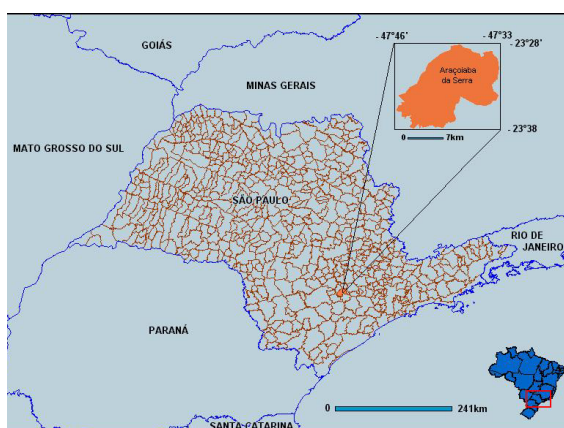 - 47°46'
- 47°33
- 23°28'
GOIÁS
Araçoiaba
da Serra
MINAS GERAIS
- 23°38
0
7km
MATO GROSSO DO SUL
SÃO PAULO
RIO DE
JANEIRO
PARANÁ
0
241km
SANTA CATARINA